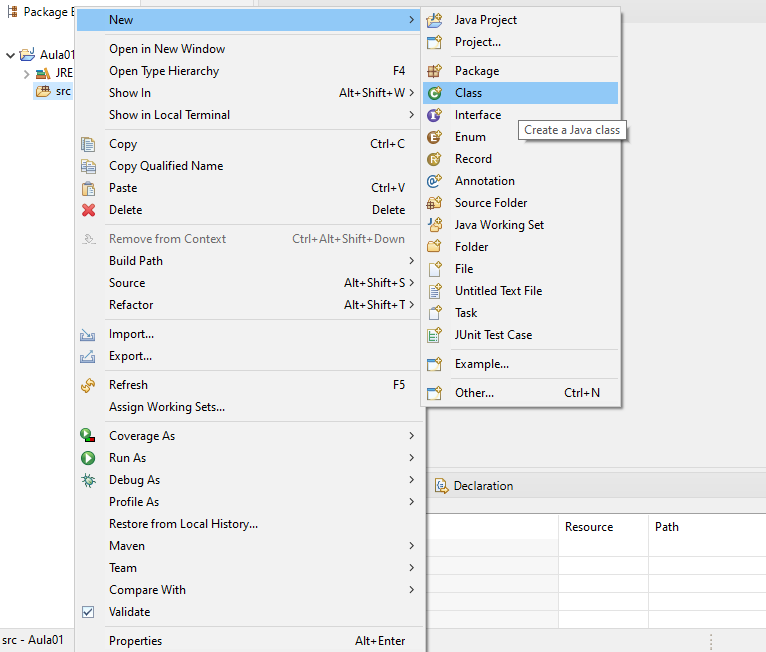 Package E
Aula01
JRE
src
New
Open in New Window
Open Type Hierarchy F4
Show In Alt+Shift+W
Show in Local Terminal
Copy Ctrl+C
Copy Qualified Name
Paste Ctrl+V
Delete Delete
Remove from Context Ctrl+Alt+Shift+Down
Build Path
Source Alt+Shift+S
Refactor Alt+Shift+T
Import...
Export...
Refresh F5
Assign Working Sets...
Coverage As
Run As
Debug As
Profile As
Restore from Local History...
Maven
Team
Compare With
Validate
Properties Alt+Enter
Java Project
Project...
Package
Class
Interface
Create a Java class
Enum
Record
Annotation
Source Folder
Java Working Set
Folder
File
Untitled Text File
Task
JUnit Test Case
Example...
Other... Ctrl+N
Declaration
Resource Path
src - Aula01